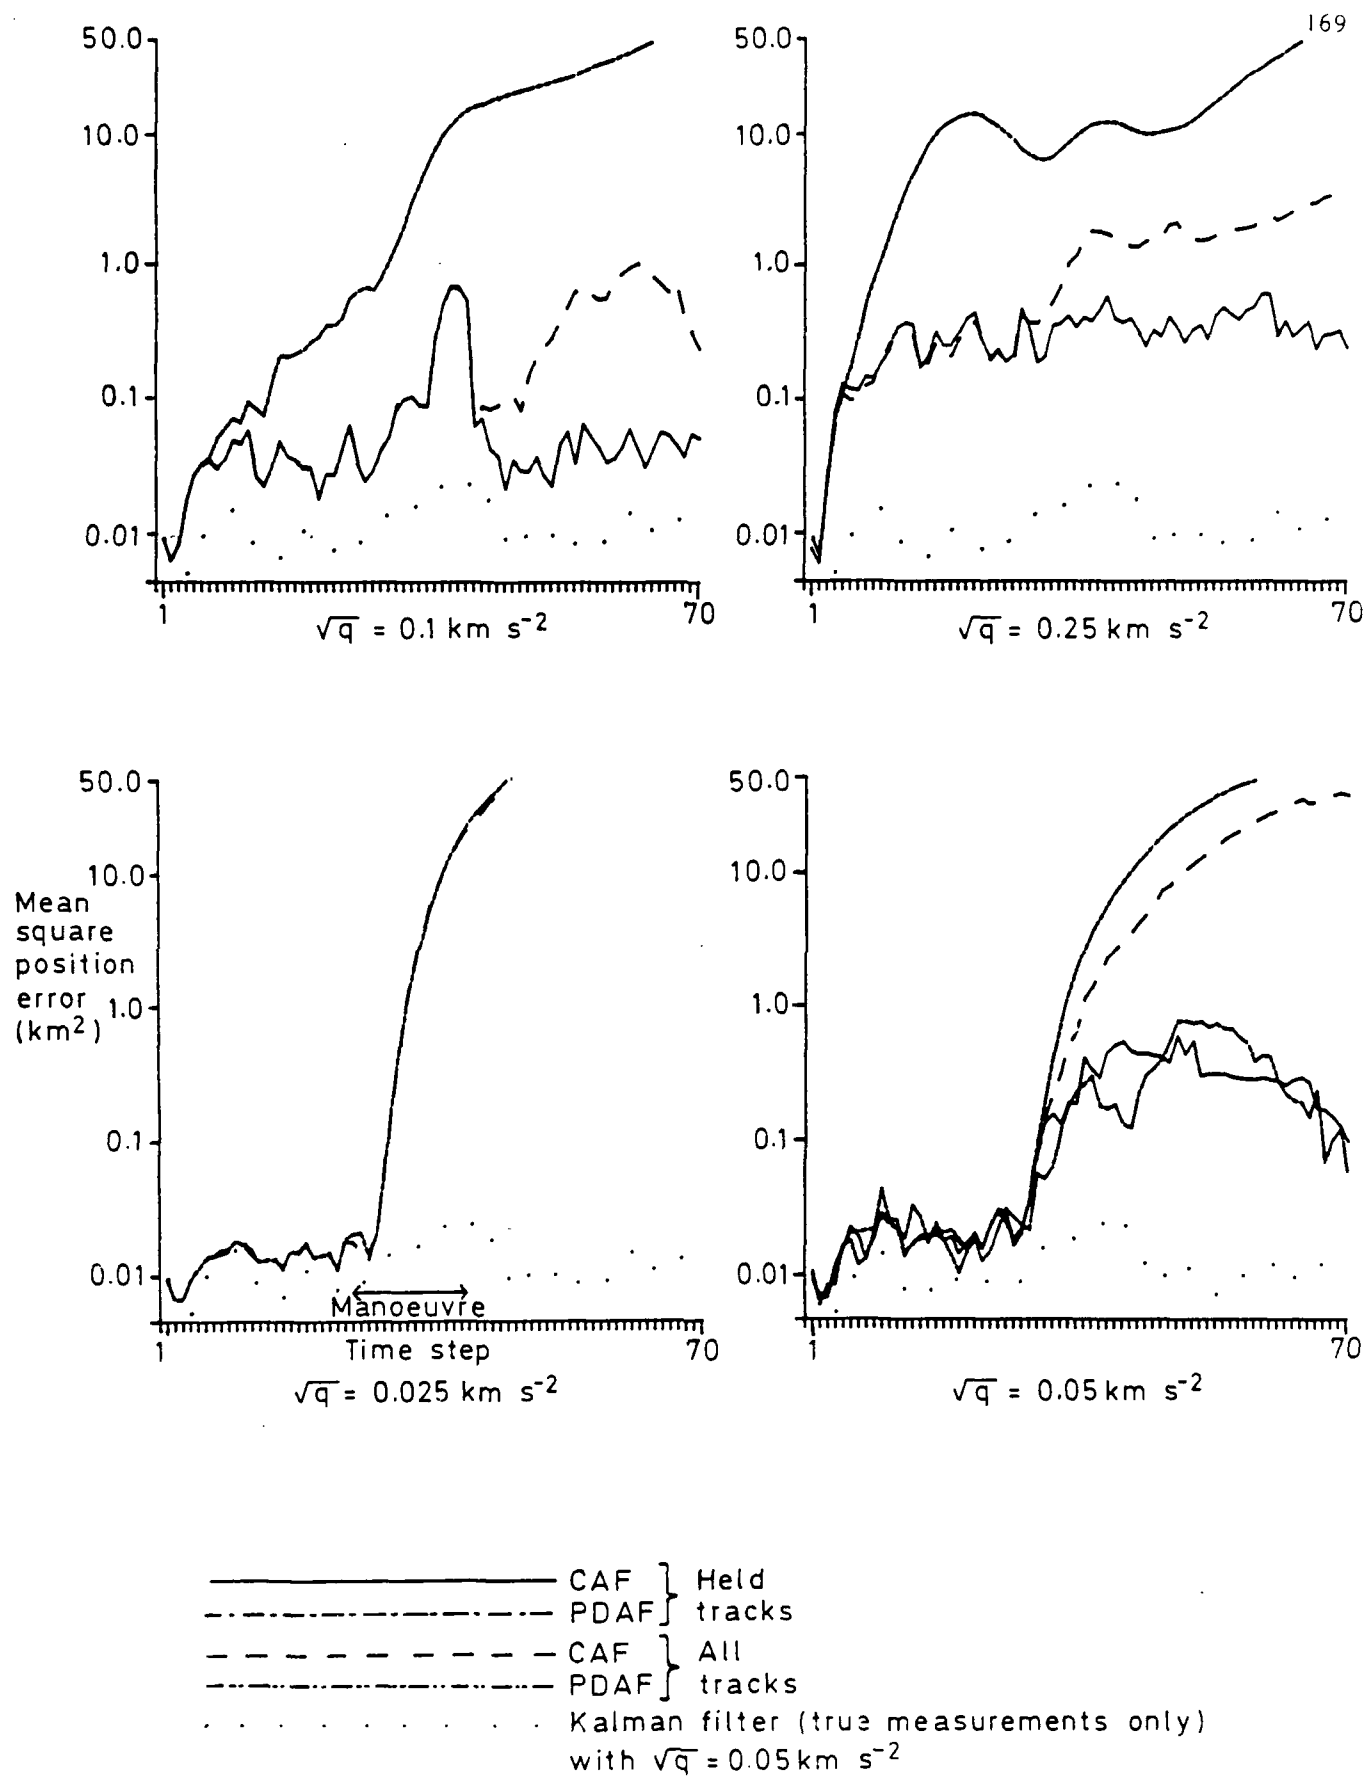 169
50.0
10.0
1.0
0.1
0.01
1
70
√q = 0.1 km s-2
50.0
10.0
1.0
0.1
0.01
1
70
√q = 0.25 km s-2
Mean
square
position
error
(km2)
50.0
10.0
1.0
0.1
0.01
Manoeuvre
1
Time step
70
√q = 0.025 km s-2
50.0
10.0
1.0
0.1
0.01
1
70
√q = 0.05 km s-2
CAF } Held
PDAF } tracks
CAF } All
PDAF } tracks
Kalman filter (true measurements only)
with √q = 0.05 km s-2